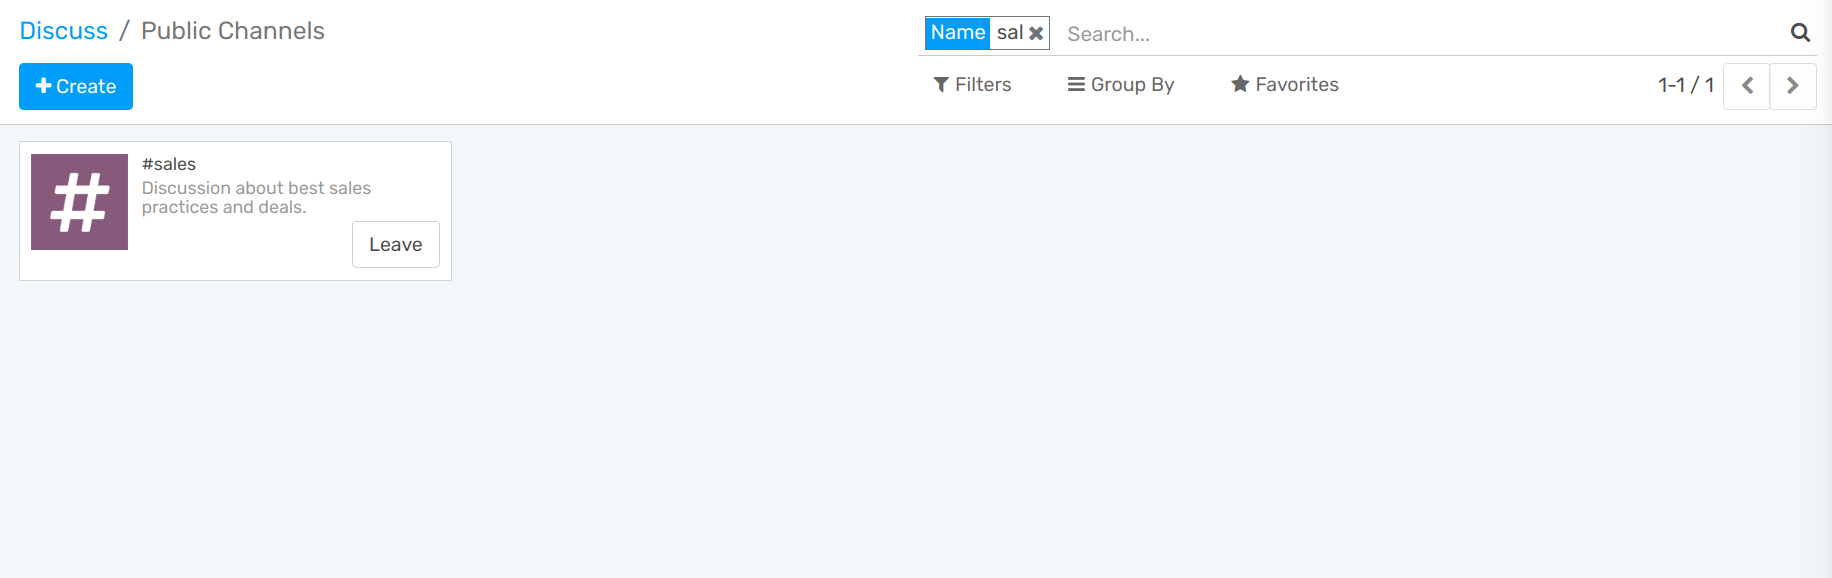 Discuss / Public Channels
Name sal Search...
Create
Filters Group By Favorites 1-1 / 1
#sales
Discussion about best sales
practices and deals.
Leave